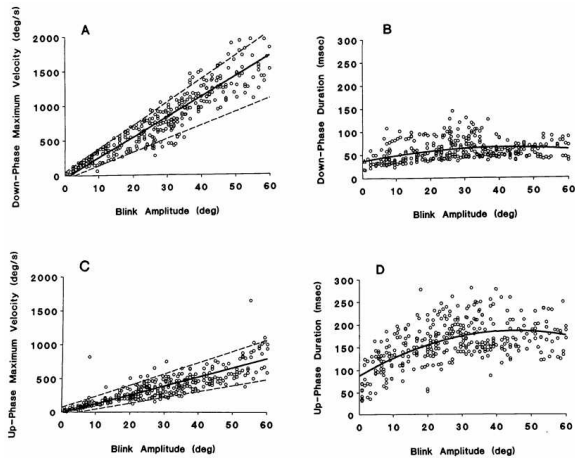 A
Down-Phase Maximum Velocity (deg/s)
2000
1500
1000
500
0
0 10 20 30 40 50 60
Blink Amplitude (deg)
B
Down-Phase Duration (msec)
300
250
200
150
100
50
0
0 10 20 30 40 50 60
Blink Amplitude (deg)
C
Up-Phase Maximum Velocity (deg/s)
2000
1500
1000
500
0
0 10 20 30 40 50 60
Blink Amplitude (deg)
D
Up-Phase Duration (msec)
300
250
200
150
100
50
0
0 10 20 30 40 50 60
Blink Amplitude (deg)